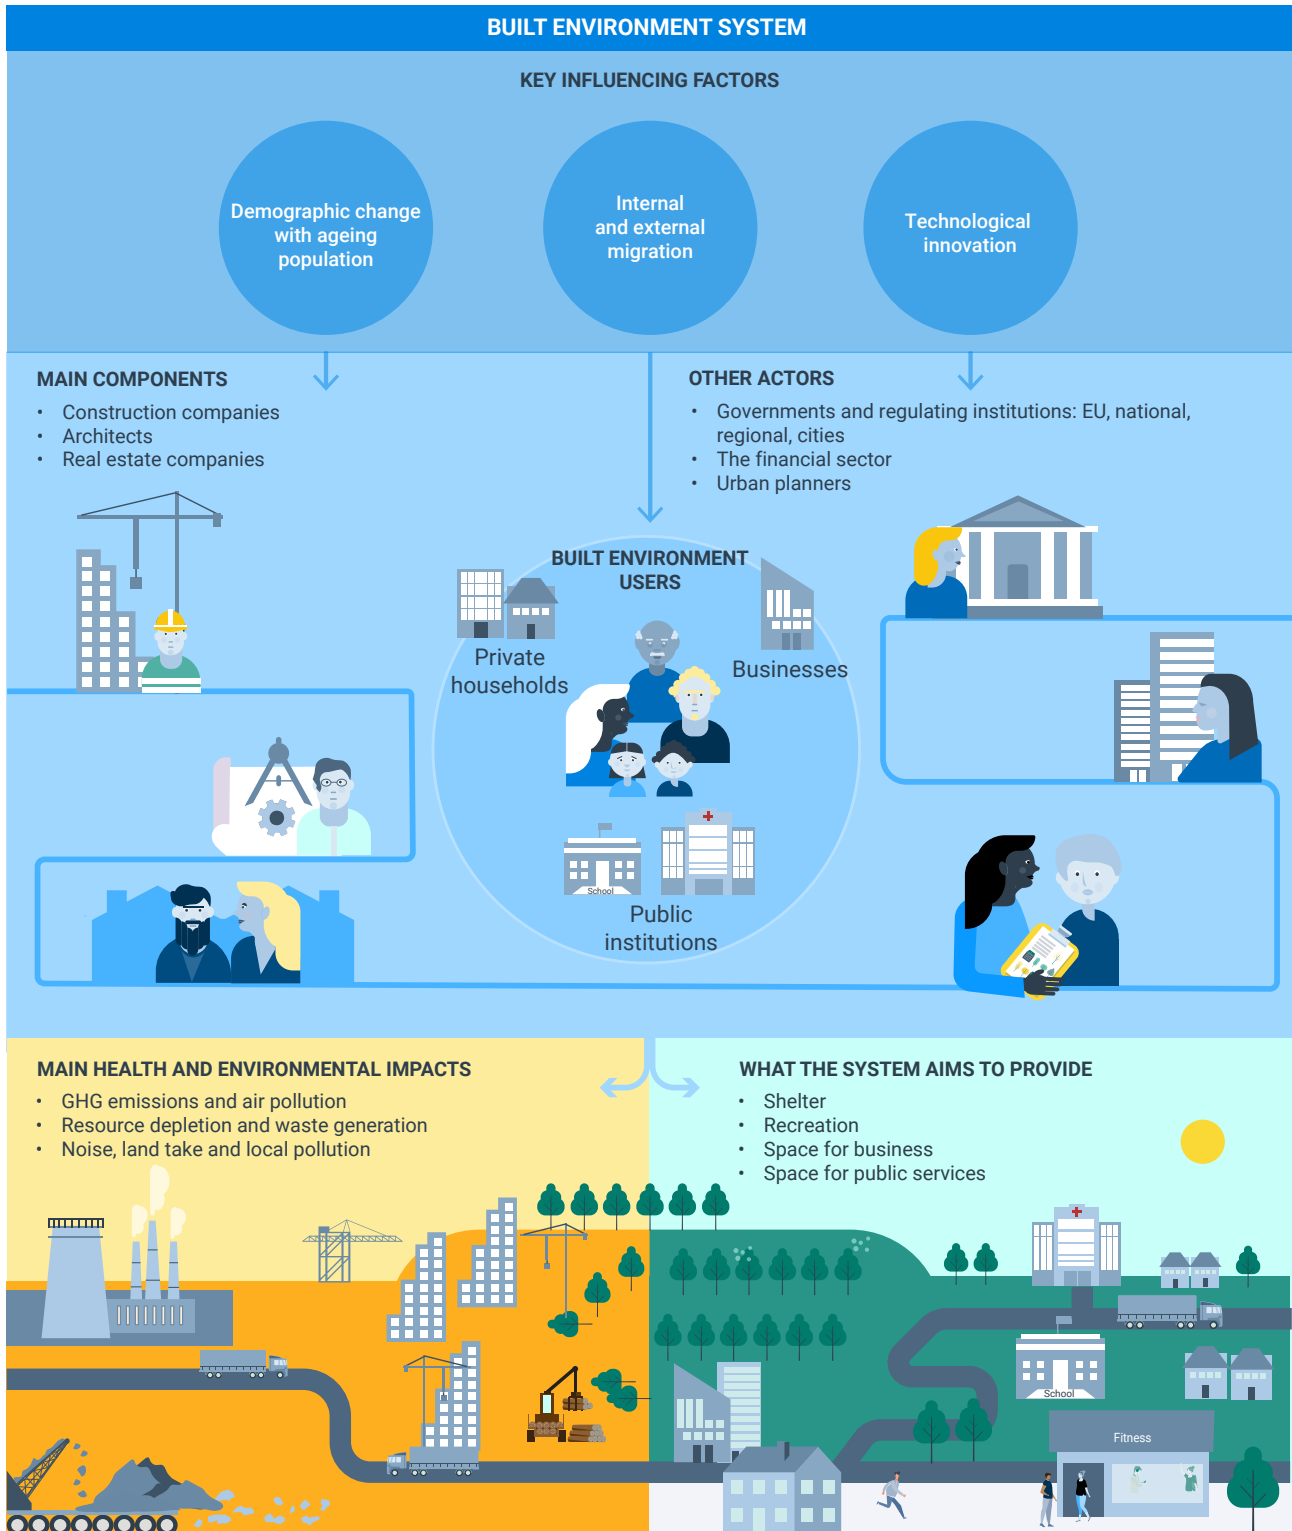 BUILT ENVIRONMENT SYSTEM
KEY INFLUENCING FACTORS
Demographic change
with ageing
population
Internal
and external
migration
Technological
innovation
MAIN COMPONENTS
• Construction companies
• Architects
• Real estate companies
OTHER ACTORS
• Governments and regulating institutions: EU, national,
regional, cities
• The financial sector
• Urban planners
BUILT ENVIRONMENT
USERS
Private
households
Businesses
School
Public
institutions
MAIN HEALTH AND ENVIRONMENTAL IMPACTS
• GHG emissions and air pollution
• Resource depletion and waste generation
• Noise, land take and local pollution
WHAT THE SYSTEM AIMS TO PROVIDE
• Shelter
• Recreation
• Space for business
• Space for public services
School
Fitness